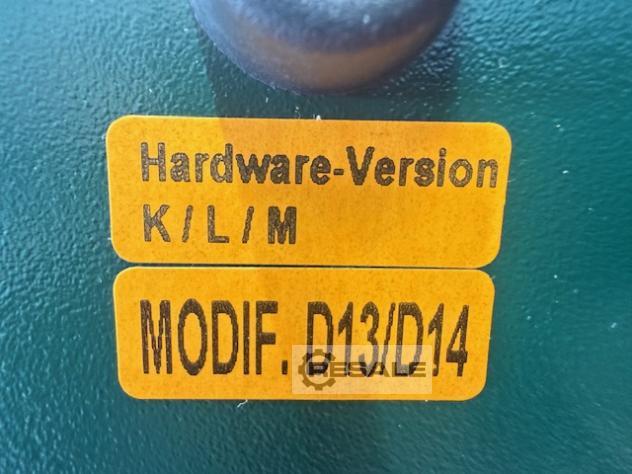 Hardware-Version
K / L / M
MODIF. D13/D14
RESALE